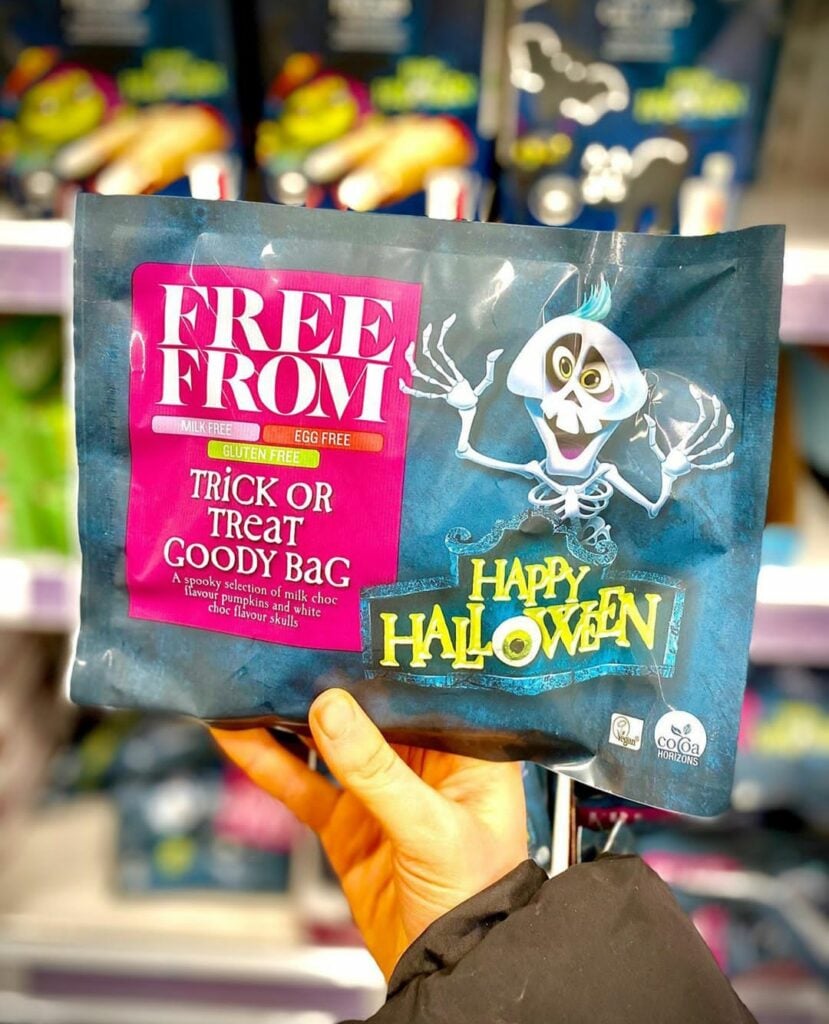 FREE
FROM
MILK FREE
EGG FREE
GLUTEN FREE
TRiCK OR
TReaT
GOODY BaG
A spooky selection of milk choc
flavour pumpkins and white
choc flavour skulls
HAPPY
HALLOWEEN
Vegan
cocoa
HORIZONS